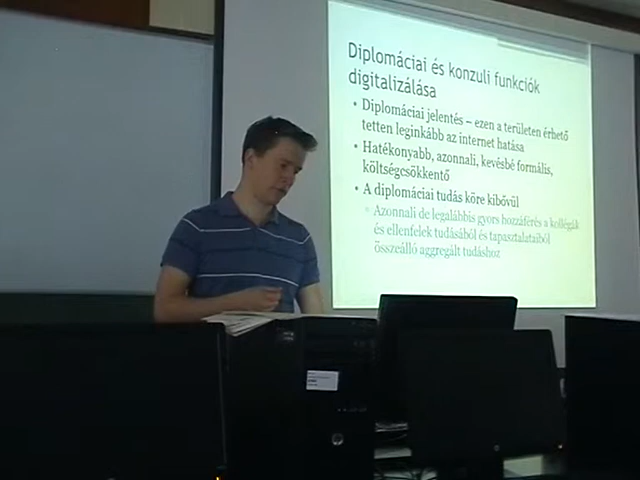 Diplomáciai és konzuli funkciók
digitalizálása
• Diplomáciai jelentés – ezen a területen érhető
tetten leginkább az internet hatása
• Hatékonyabb, azonnali, kevésbé formális,
költségcsökkentő
• A diplomáciai tudás köre kibővül
• Azonnali de legalábbis gyors hozzáférés a kollégák
és ellenfelek tudásából és tapasztalataiból
összeálló aggregált tudáshoz